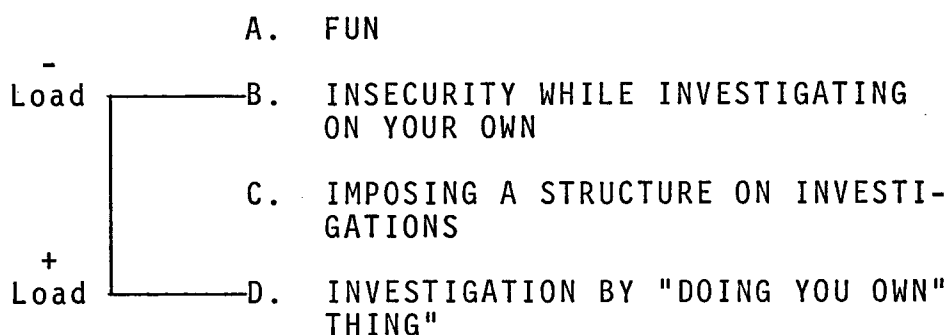 A. FUN
-
Load B. INSECURITY WHILE INVESTIGATING
ON YOUR OWN
C. IMPOSING A STRUCTURE ON INVESTI-
GATIONS
+
Load D. INVESTIGATION BY "DOING YOU OWN"
THING"